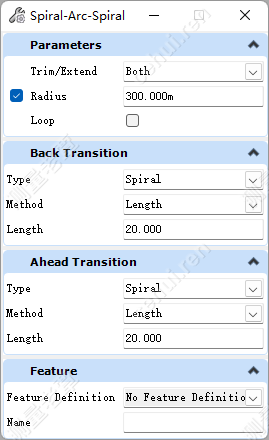 Spiral-Arc-Spiral
Parameters
Trim/Extend Both
Radius 300.000m
Loop
Back Transition
Type Spiral
Method Length
Length 20.000
Ahead Transition
Type Spiral
Method Length
Length 20.000
Feature
Feature Definition No Feature Definitio
Name